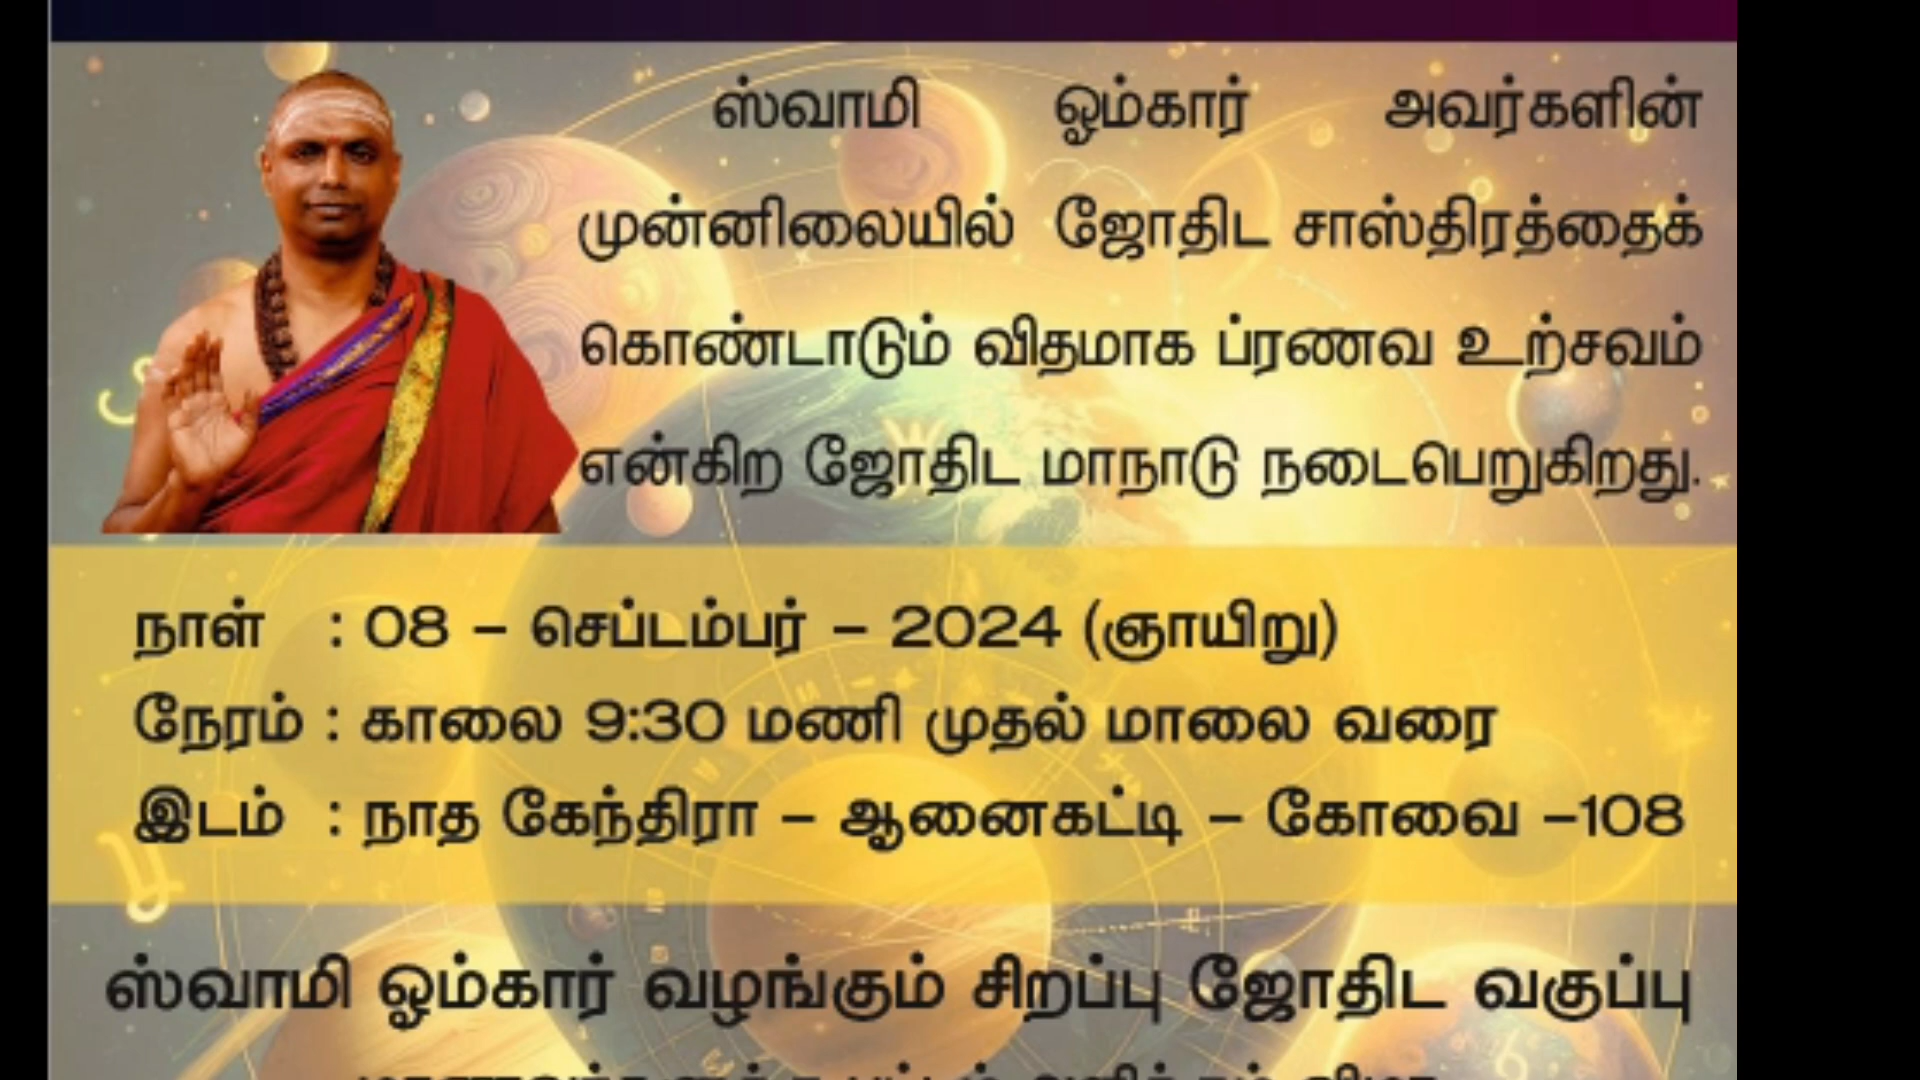 ஸ்வாமி ஓம்கார் அவர்களின்
முன்னிலையில் ஜோதிட சாஸ்திரத்தைக்
கொண்டாடும் விதமாக ப்ரணவ உற்சவம்
என்கிற ஜோதிட மாநாடு நடைபெறுகிறது.
நாள் : 08 – செப்டம்பர் – 2024 (ஞாயிறு)
நேரம் : காலை 9:30 மணி முதல் மாலை வரை
இடம் : நாத கேந்திரா – ஆனைகட்டி – கோவை –108
ஸ்வாமி ஓம்கார் வழங்கும் சிறப்பு ஜோதிட வகுப்பு